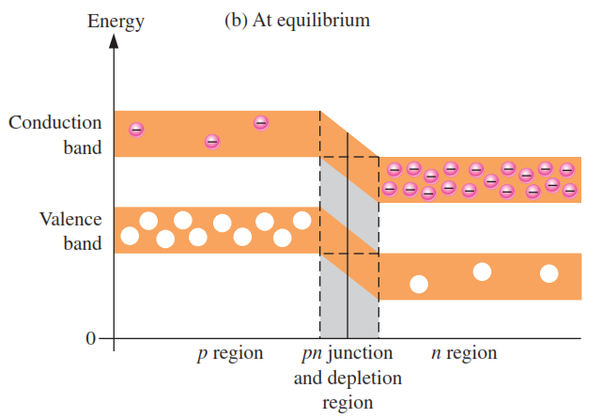 Energy
(b) At equilibrium
Conduction
band
Valence
band
0
p region
pn junction
and depletion
region
n region